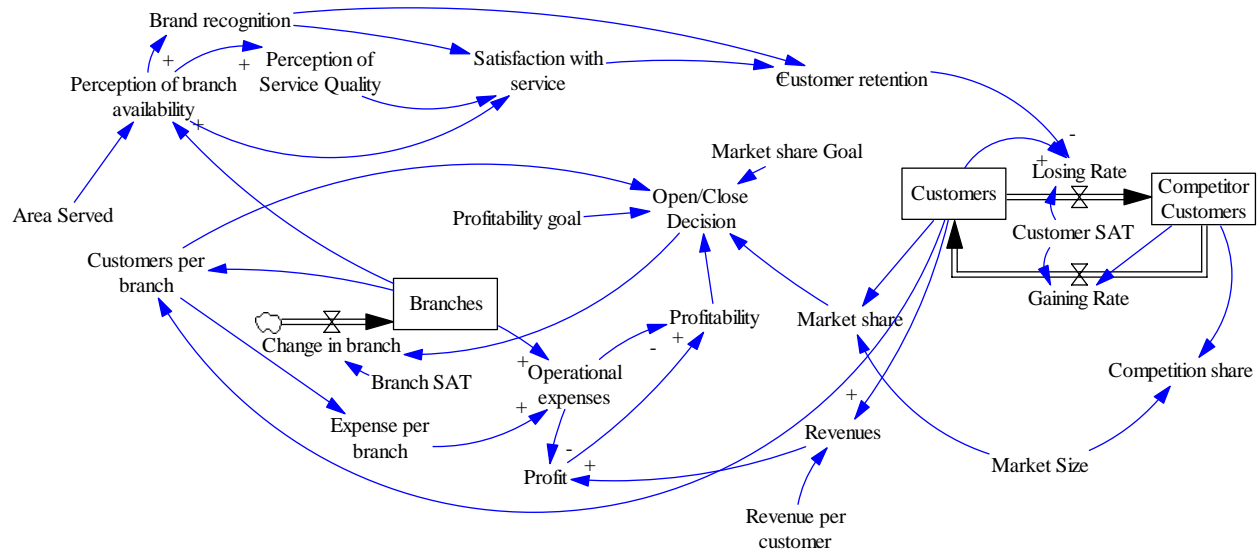 Brand recognition
+
+
Perception of
Service Quality
Satisfaction with
service
+
Customer retention
Perception of branch
availability
+
-
Market share Goal
+
Losing Rate
Customers
Competitor
Customers
Open/Close
Decision
Area Served
Profitability goal
Customer SAT
Customers per
branch
Branches
Gaining Rate
Profitability
Market share
Change in branch
+
-
+
Branch SAT
Operational
expenses
Competition share
+
+
Expense per
branch
Revenues
-
+
Profit
Market Size
Revenue per
customer